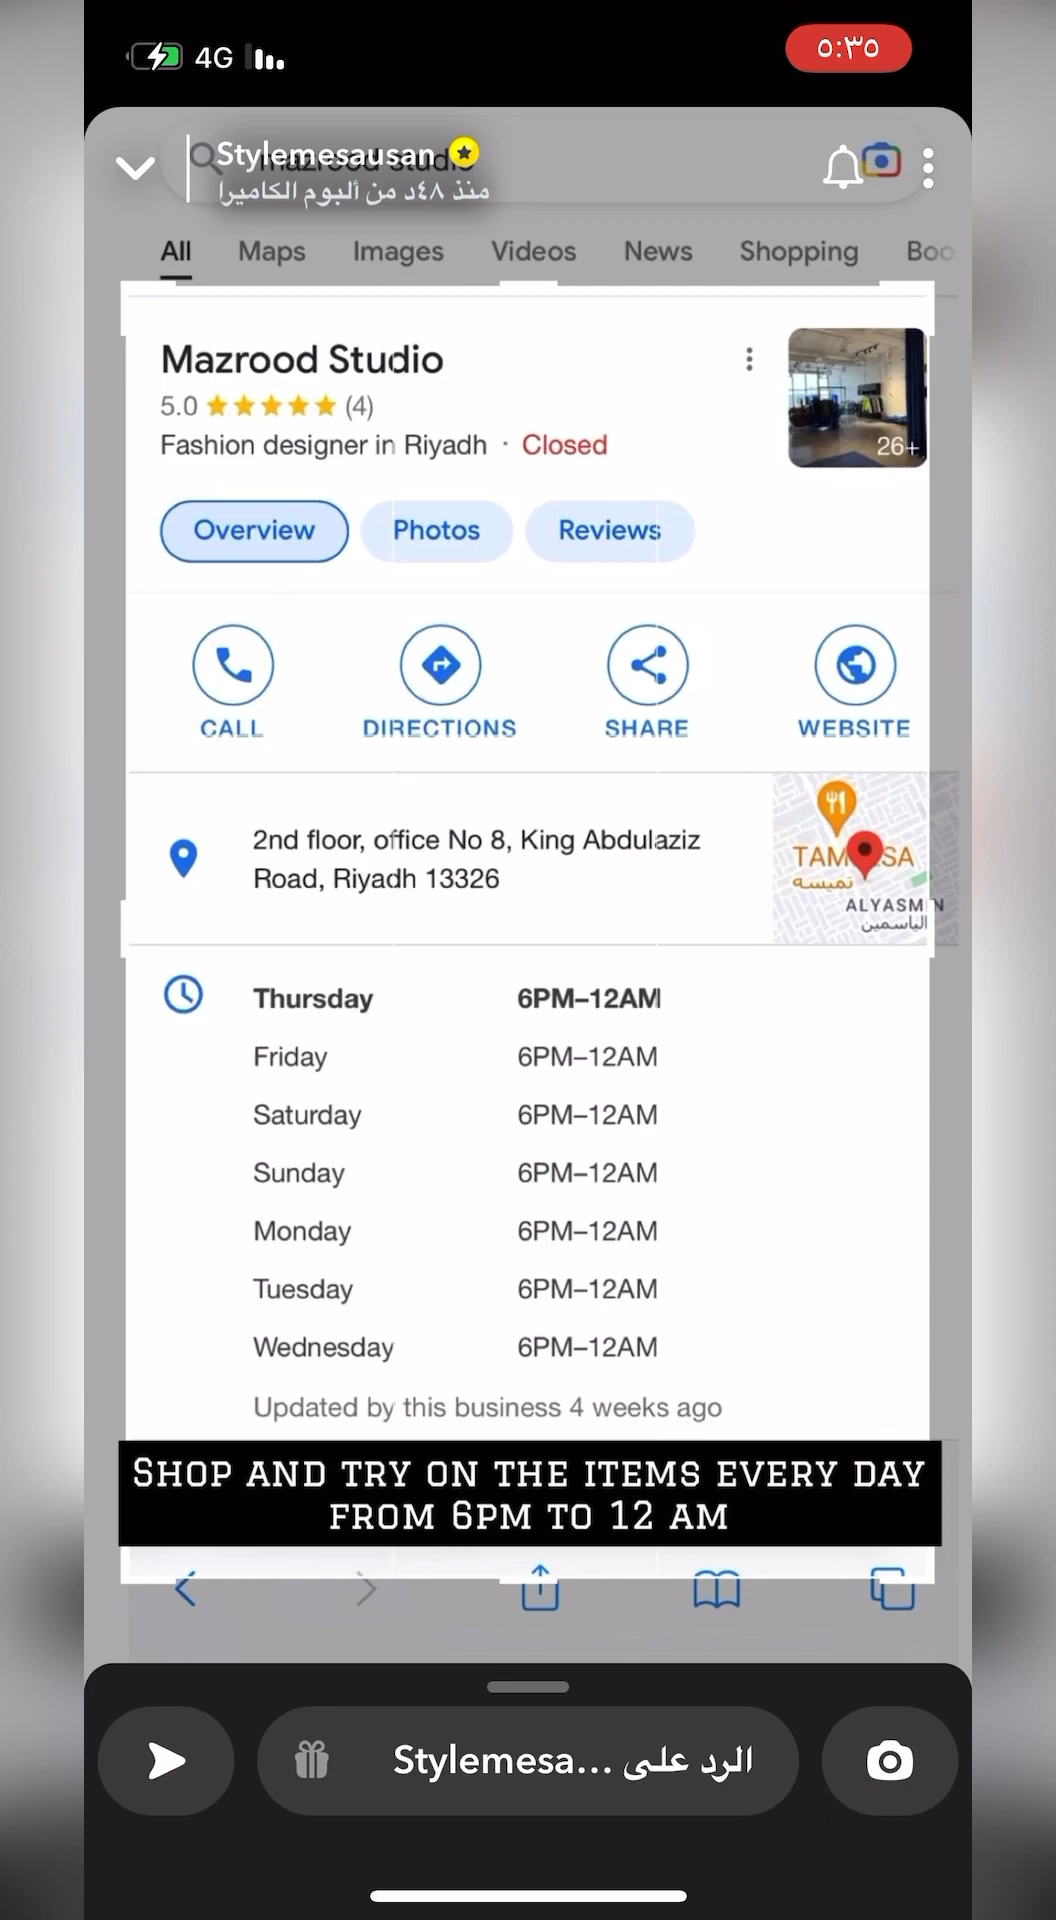 4G
٥:٣٥
Stylemesausan
mazrood studio
منذ ٤٨د من ألبوم الكاميرا
All Maps Images Videos News Shopping Boo
Mazrood Studio
5.0 (4)
Fashion designer in Riyadh · Closed
26+
Overview Photos Reviews
CALL DIRECTIONS SHARE WEBSITE
2nd floor, office No 8, King Abdulaziz
Road, Riyadh 13326
تميسه
ALYASMIN
الياسمين
Thursday 6PM–12AM
Friday 6PM–12AM
Saturday 6PM–12AM
Sunday 6PM–12AM
Monday 6PM–12AM
Tuesday 6PM–12AM
Wednesday 6PM–12AM
Updated by this business 4 weeks ago
SHOP AND TRY ON THE ITEMS EVERY DAY
FROM 6PM TO 12 AM
الرد على Stylemesa...